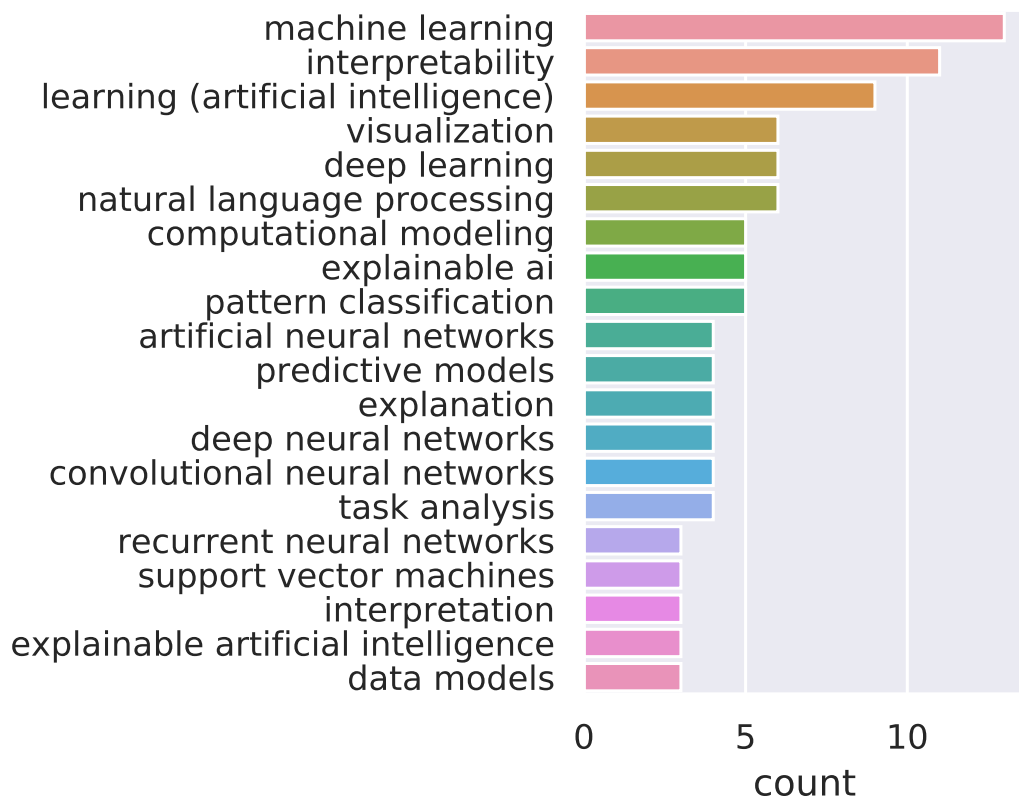 machine learning
interpretability
learning (artificial intelligence)
visualization
deep learning
natural language processing
computational modeling
explainable ai
pattern classification
artificial neural networks
predictive models
explanation
deep neural networks
convolutional neural networks
task analysis
recurrent neural networks
support vector machines
interpretation
explainable artificial intelligence
data models
0 5 10
count